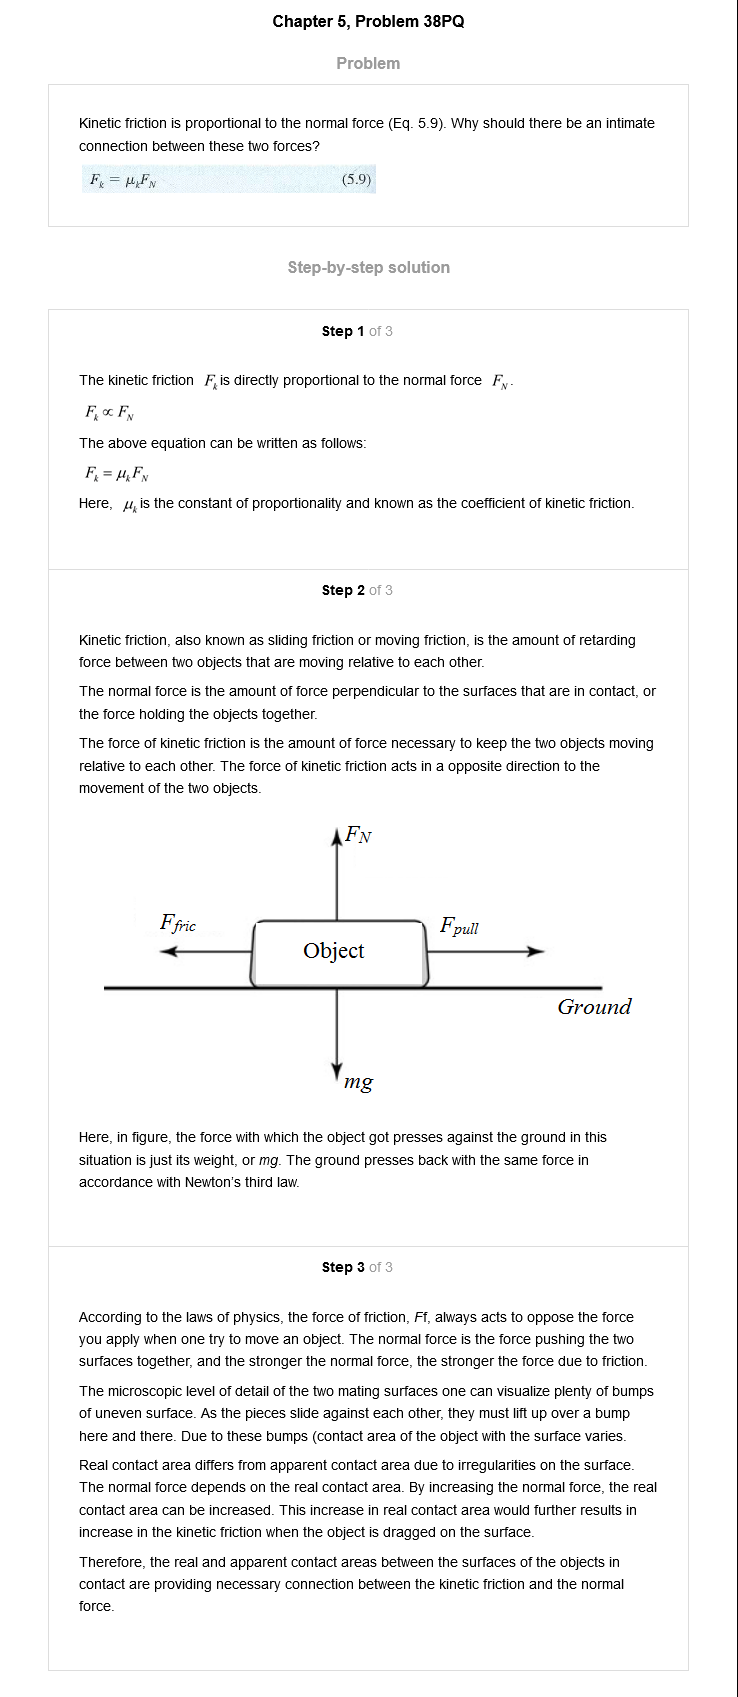 Chapter 5, Problem 38PQ
Problem
Kinetic friction is proportional to the normal force (Eq. 5.9). Why should there be an intimate
connection between these two forces?
Fₖ = μₖF_N (5.9)
Step-by-step solution
Step 1 of 3
The kinetic friction Fₖ is directly proportional to the normal force F_N.
Fₖ ∝ F_N
The above equation can be written as follows:
Fₖ = μₖF_N
Here, μₖ is the constant of proportionality and known as the coefficient of kinetic friction.
Step 2 of 3
Kinetic friction, also known as sliding friction or moving friction, is the amount of retarding
force between two objects that are moving relative to each other.
The normal force is the amount of force perpendicular to the surfaces that are in contact, or
the force holding the objects together.
The force of kinetic friction is the amount of force necessary to keep the two objects moving
relative to each other. The force of kinetic friction acts in a opposite direction to the
movement of the two objects.
F_N
F_fric
F_pull
Object
Ground
mg
Here, in figure, the force with which the object got presses against the ground in this
situation is just its weight, or mg. The ground presses back with the same force in
accordance with Newton's third law.
Step 3 of 3
According to the laws of physics, the force of friction, Ff, always acts to oppose the force
you apply when one try to move an object. The normal force is the force pushing the two
surfaces together, and the stronger the normal force, the stronger the force due to friction.
The microscopic level of detail of the two mating surfaces one can visualize plenty of bumps
of uneven surface. As the pieces slide against each other, they must lift up over a bump
here and there. Due to these bumps (contact area of the object with the surface varies.
Real contact area differs from apparent contact area due to irregularities on the surface.
The normal force depends on the real contact area. By increasing the normal force, the real
contact area can be increased. This increase in real contact area would further results in
increase in the kinetic friction when the object is dragged on the surface.
Therefore, the real and apparent contact areas between the surfaces of the objects in
contact are providing necessary connection between the kinetic friction and the normal
force.